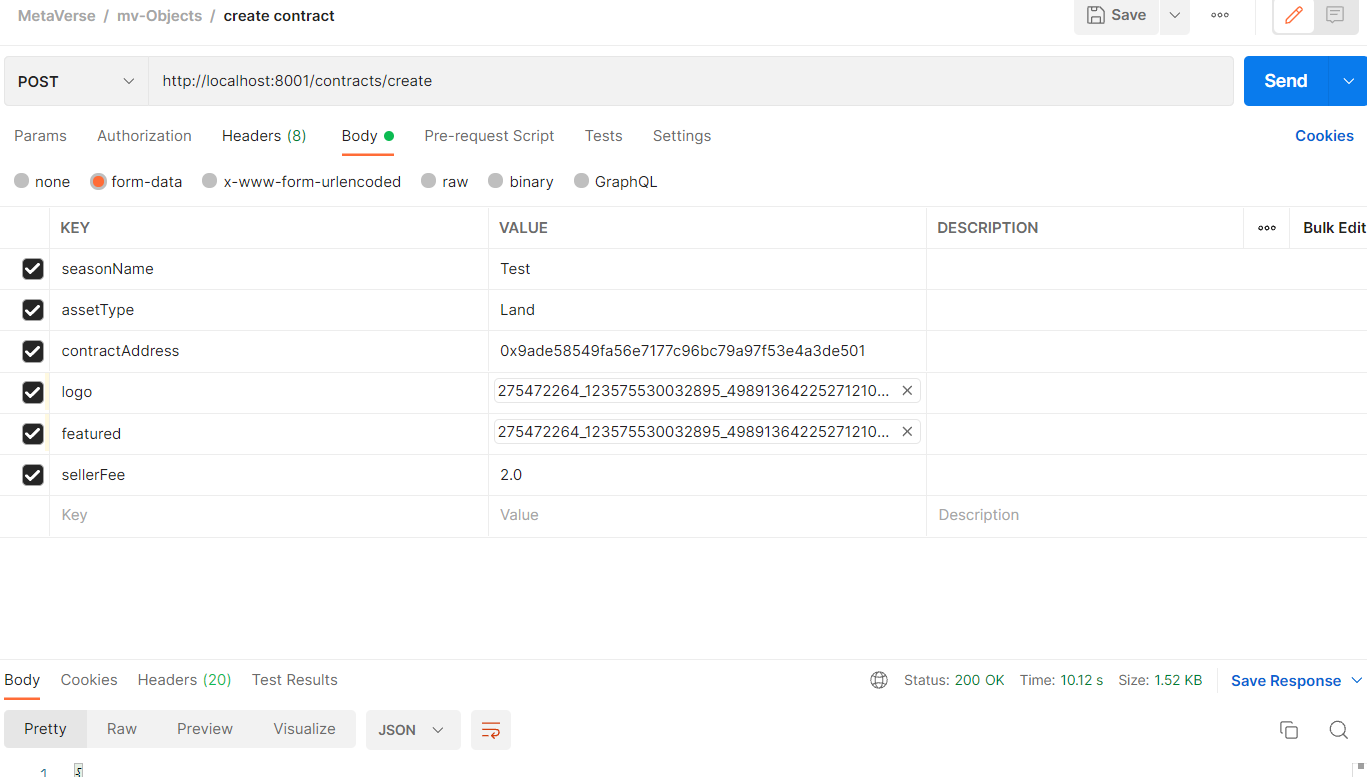 MetaVerse / mv-Objects / create contract
Save
POST
http://localhost:8001/contracts/create
Send
Params Authorization Headers (8) Body Pre-request Script Tests Settings Cookies
none form-data x-www-form-urlencoded raw binary GraphQL
KEY VALUE DESCRIPTION Bulk Edit
seasonName Test
assetType Land
contractAddress 0x9ade58549fa56e7177c96bc79a97f53e4a3de501
logo 275472264_123575530032895_49891364225271210...
featured 275472264_123575530032895_49891364225271210...
sellerFee 2.0
Key Value Description
Body Cookies Headers (20) Test Results Status: 200 OK Time: 10.12 s Size: 1.52 KB Save Response
Pretty Raw Preview Visualize JSON
1 {